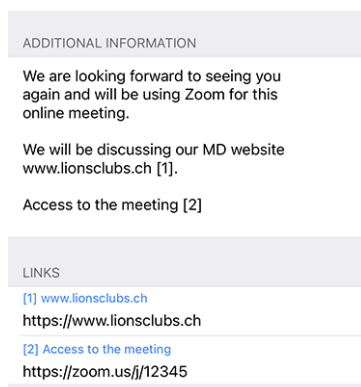 ADDITIONAL INFORMATION
We are looking forward to seeing you
again and will be using Zoom for this
online meeting.
We will be discussing our MD website
www.lionsclubs.ch [1].
Access to the meeting [2]
LINKS
[1] www.lionsclubs.ch
https://www.lionsclubs.ch
[2] Access to the meeting
https://zoom.us/j/12345